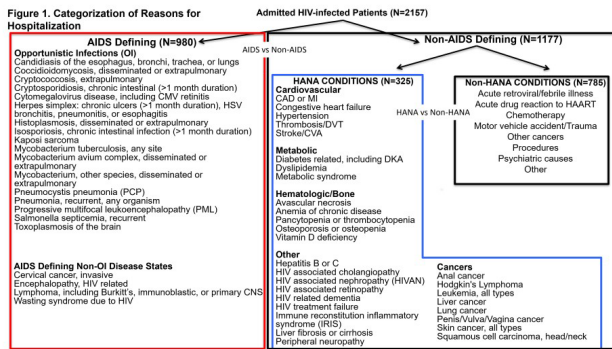 Figure 1. Categorization of Reasons for
Hospitalization
Admitted HIV-infected Patients (N=2157)
AIDS Defining (N=980)
AIDS vs Non-AIDS
Non-AIDS Defining (N=1177)
Opportunistic Infections (OI)
Candidiasis of the esophagus, bronchi, trachea, or lungs
Coccidioidomycosis, disseminated or extrapulmonary
Cryptococcosis, extrapulmonary
Cryptosporidiosis, chronic intestinal (>1 month duration)
Cytomegalovirus disease, including CMV retinitis
Herpes simplex: chronic ulcers (>1 month duration), HSV
bronchitis, pneumonis, or esophagitis
Histoplasmosis, disseminated or extrapulmonary
Isosporiosis, chronic intestinal infection (>1 month duration)
Kaposi sarcoma
Mycobacterium tuberculosis, any site
Mycobacterium avium complex, disseminated or
extrapulmonary
Mycobacterium, other species, disseminated or
extrapulmonary
Pneumocystis pneumonia (PCP)
Pneumonia, recurrent, any organism
Progressive multifocal leukoencephalopathy (PML)
Salmonella septicemia, recurrent
Toxoplasmosis of the brain
AIDS Defining Non-OI Disease States
Cervical cancer, invasive
Encephalopathy, HIV related
Lymphoma, including Burkitt's, immunoblastic, or primary CNS
Wasting syndrome due to HIV
HANA CONDITIONS (N=325)
Cardiovascular
CAD or MI
Congestive heart failure
Hypertension
Thrombosis/DVT
Stroke/CVA
HANA vs Non-HANA
Metabolic
Diabetes related, including DKA
Dyslipidemia
Metabolic syndrome
Hematologic/Bone
Avascular necrosis
Anemia of chronic disease
Pancytopenia or thrombocytopenia
Osteoporosis or osteopenia
Vitamin D deficiency
Other
Hepatitis B or C
HIV associated cholangopathy
HIV associated nephropathy (HIVAN)
HIV associated retinopathy
HIV related dementia
HIV treatment failure
Immune reconstitution inflammatory
syndrome (IRIS)
Liver fibrosis or cirrhosis
Peripheral neuropathy
Cancers
Anal cancer
Hodgkin's Lymphoma
Leukemia, all types
Liver cancer
Lung cancer
Penis/Vulva/Vagina cancer
Skin cancer, all types
Squamous cell carcinoma, head/neck
Non-HANA CONDITIONS (N=785)
Acute retroviral/febrile illness
Acute drug reaction to HAART
Chemotherapy
Motor vehicle accident/Trauma
Other cancers
Procedures
Psychiatric causes
Other